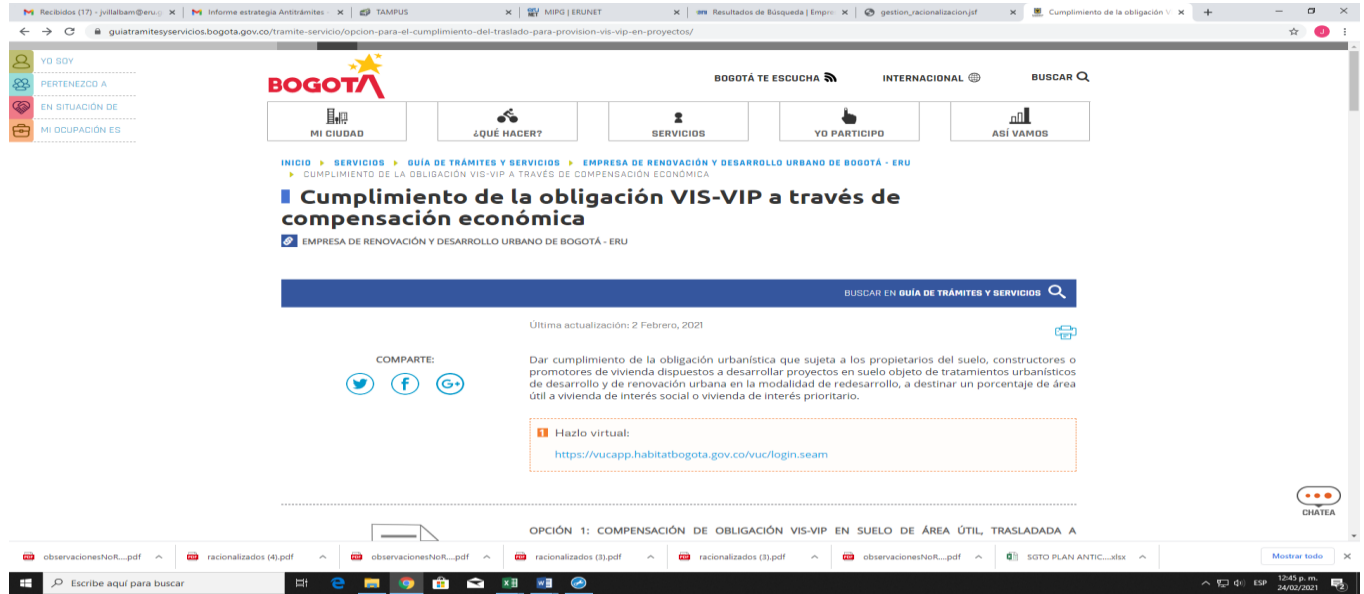 Recibidos (17) - jvillalbam@eru.g
Informe estrategia Antitrámites -
TAMPUS
MIPG | ERUNET
Resultados de Búsqueda | Empre
gestion_racionalizacion.jsf
Cumplimiento de la obligación V
guiatramitesyservicios.bogota.gov.co/tramite-servicio/opcion-para-el-cumplimiento-del-traslado-para-provision-vis-vip-en-proyectos/
J
YO SOY
PERTENEZCO A
EN SITUACIÓN DE
MI OCUPACIÓN ES
BOGOTÁ
BOGOTÁ TE ESCUCHA
INTERNACIONAL
BUSCAR
MI CIUDAD
¿QUÉ HACER?
SERVICIOS
YO PARTICIPO
ASÍ VAMOS
INICIO SERVICIOS GUÍA DE TRÁMITES Y SERVICIOS EMPRESA DE RENOVACIÓN Y DESARROLLO URBANO DE BOGOTÁ - ERU
CUMPLIMIENTO DE LA OBLIGACIÓN VIS-VIP A TRAVÉS DE COMPENSACIÓN ECONÓMICA
Cumplimiento de la obligación VIS-VIP a través de
compensación económica
EMPRESA DE RENOVACIÓN Y DESARROLLO URBANO DE BOGOTÁ - ERU
BUSCAR EN GUÍA DE TRÁMITES Y SERVICIOS
Última actualización: 2 Febrero, 2021
COMPARTE:
Dar cumplimiento de la obligación urbanística que sujeta a los propietarios del suelo, constructores o
promotores de vivienda dispuestos a desarrollar proyectos en suelo objeto de tratamientos urbanísticos
de desarrollo y de renovación urbana en la modalidad de redesarrollo, a destinar un porcentaje de área
útil a vivienda de interés social o vivienda de interés prioritario.
1 Hazlo virtual:
https://vucapp.habitatbogota.gov.co/vuc/login.seam
CHATEA
OPCIÓN 1: COMPENSACIÓN DE OBLIGACIÓN VIS-VIP EN SUELO DE ÁREA ÚTIL, TRASLADADA A
observacionesNoR....pdf
racionalizados (4).pdf
observacionesNoR....pdf
racionalizados (3).pdf
racionalizados (3).pdf
observacionesNoR....pdf
SGTO PLAN ANTIC....xlsx
Mostrar todo
Escribe aquí para buscar
ESP
12:45 p. m.
24/02/2021